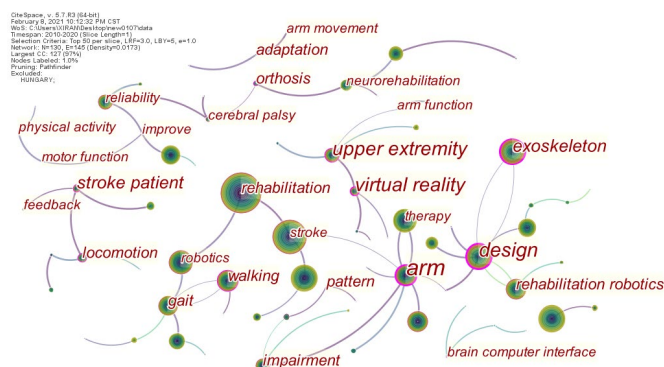 CiteSpace, v. 5.7.R3 (64-bit)
February 8, 2021 10:12:32 PM CST
WoS: C:\Users\XIRAN\Desktop\new0107\data
Timespan: 2010-2020 (Slice Length=1)
Selection Criteria: Top 50 per slice, LRF=3.0, LBY=5, e=1.0
Network: N=130, E=145 (Density=0.0173)
Largest CC: 127 (97%)
Nodes Labeled: 1.0%
Pruning: Pathfinder
Excluded:
HUNGARY;
arm movement
adaptation
orthosis
neurorehabilitation
reliability
cerebral palsy
arm function
physical activity
improve
motor function
upper extremity
exoskeleton
stroke patient
rehabilitation
virtual reality
feedback
therapy
stroke
locomotion
robotics
design
walking
arm
pattern
rehabilitation robotics
gait
impairment
brain computer interface